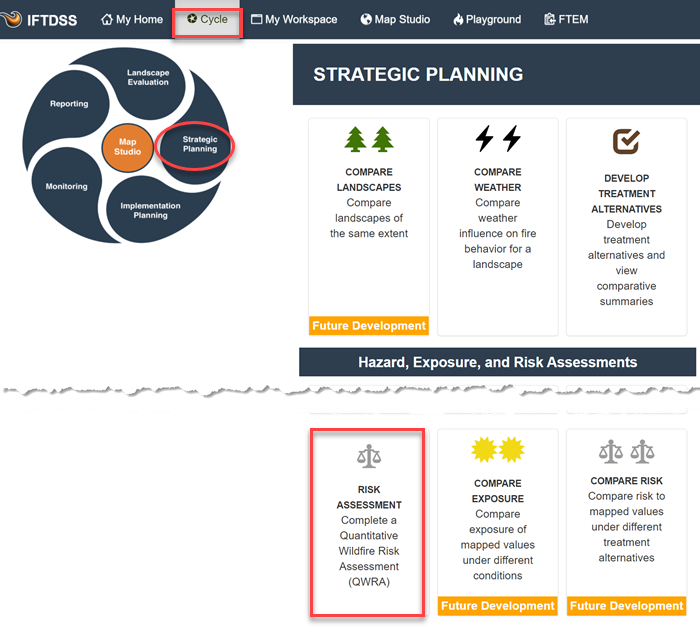 IFTDSS
My Home
Cycle
My Workspace
Map Studio
Playground
FTEM
Landscape
Evaluation
Reporting
Strategic
Planning
Map
Studio
Monitoring
Implementation
Planning
STRATEGIC PLANNING
COMPARE
LANDSCAPES
Compare
landscapes of
the same extent
Future Development
COMPARE
WEATHER
Compare
weather
influence on fire
behavior for a
landscape
DEVELOP
TREATMENT
ALTERNATIVES
Develop
treatment
alternatives and
view
comparative
summaries
Hazard, Exposure, and Risk Assessments
RISK
ASSESSMENT
Complete a
Quantitative
Wildfire Risk
Assessment
(QWRA)
COMPARE
EXPOSURE
Compare
exposure of
mapped values
under different
conditions
Future Development
COMPARE RISK
Compare risk to
mapped values
under different
treatment
alternatives
Future Development